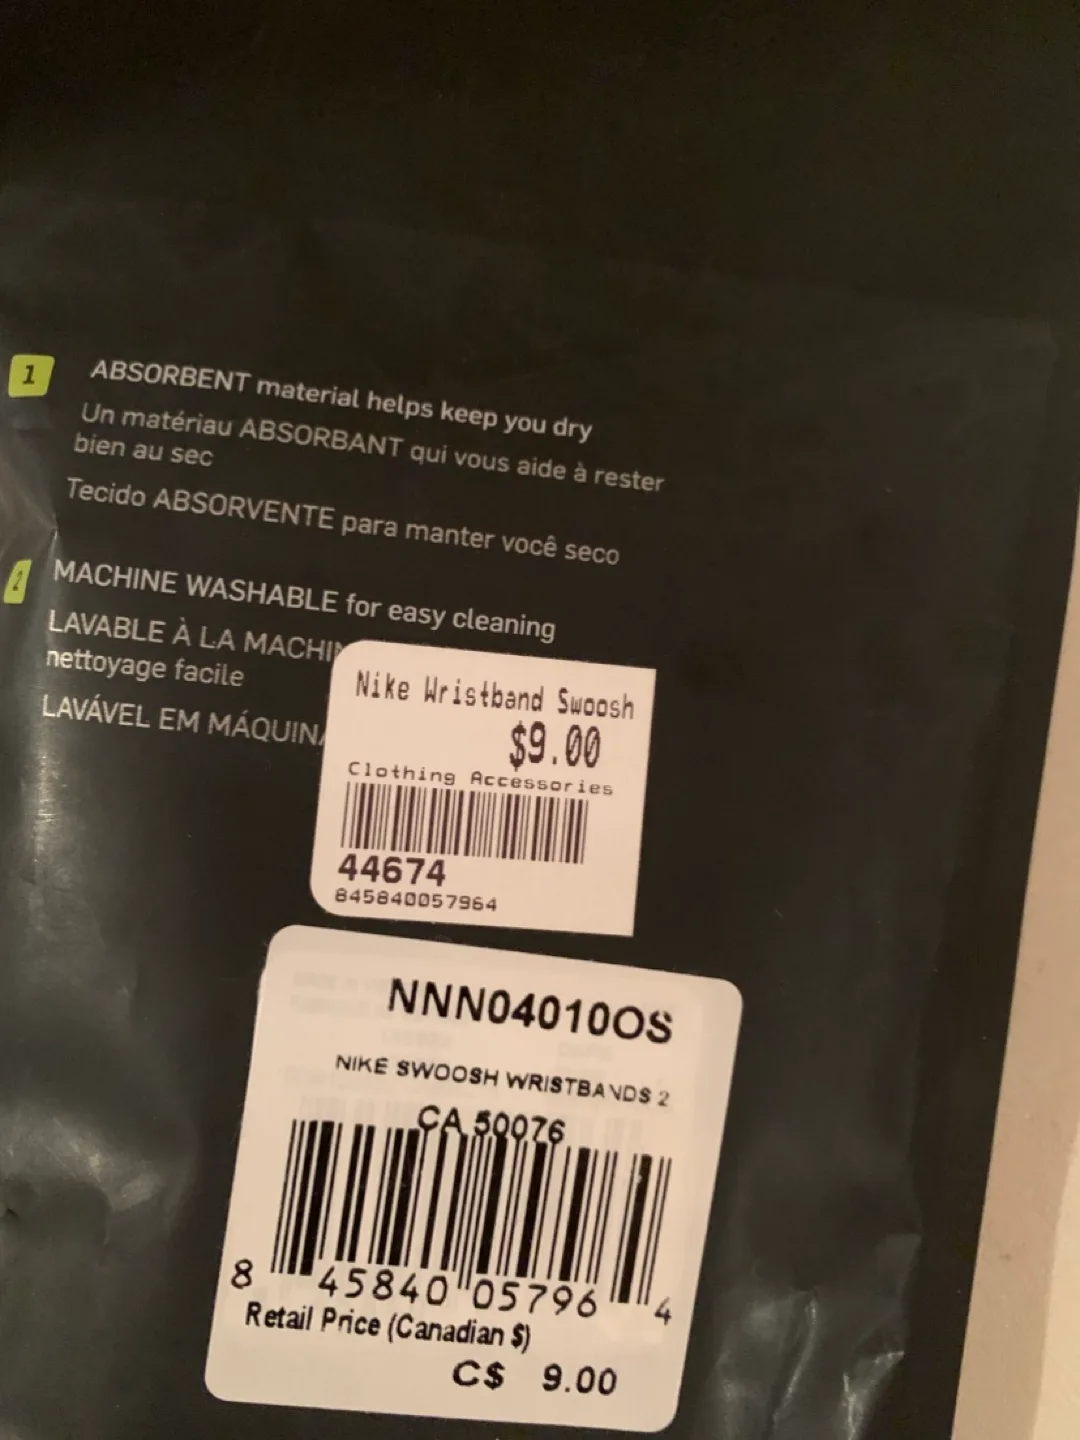 1
ABSORBENT material helps keep you dry
Un matériau ABSORBANT qui vous aide à rester
bien au sec
Tecido ABSORVENTE para manter você seco
2
MACHINE WASHABLE for easy cleaning
LAVABLE À LA MACHIN
nettoyage facile
LAVÁVEL EM MÁQUINA
Nike Wristband Swoosh
$9.00
Clothing Accessories
44674
845840057964
NNN04010OS
NIKE SWOOSH WRISTBANDS 2
CA 50076
8 45840 05796 4
Retail Price (Canadian $)
C$ 9.00